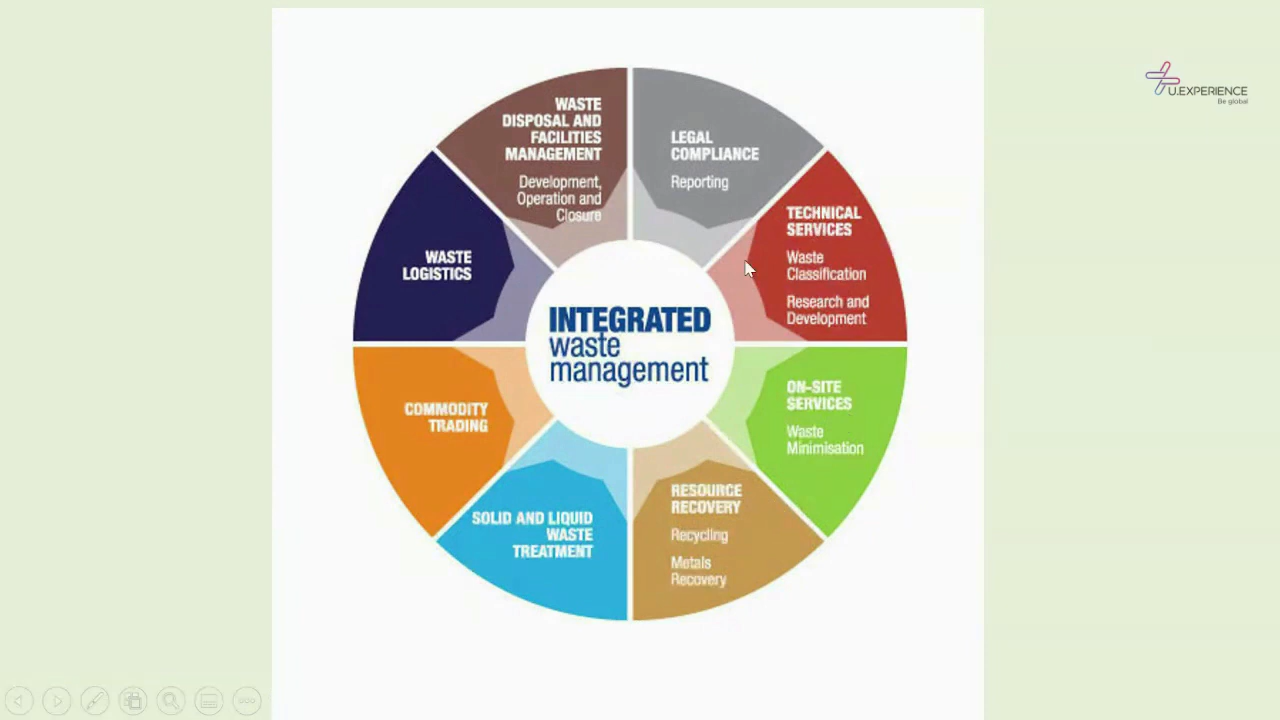 U.EXPERIENCE
Be global
WASTE
DISPOSAL AND
FACILITIES
MANAGEMENT
Development,
Operation and
Closure
LEGAL
COMPLIANCE
Reporting
TECHNICAL
SERVICES
Waste
Classification
Research and
Development
ON-SITE
SERVICES
Waste
Minimisation
RESOURCE
RECOVERY
Recycling
Metals
Recovery
SOLID AND LIQUID
WASTE
TREATMENT
COMMODITY
TRADING
WASTE
LOGISTICS
INTEGRATED
waste
management